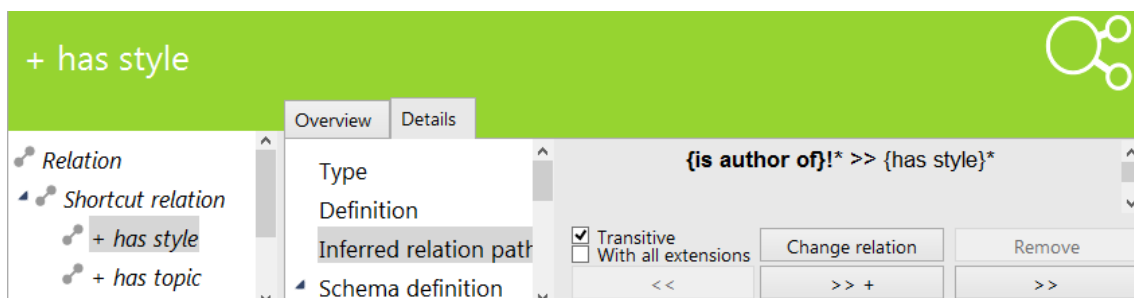 + has style
Overview
Details
Relation
Shortcut relation
+ has style
+ has topic
Type
Definition
Inferred relation path
Schema definition
{is author of}!* >> {has style}*
Transitive
With all extensions
Change relation
Remove
<<
>> +
>>